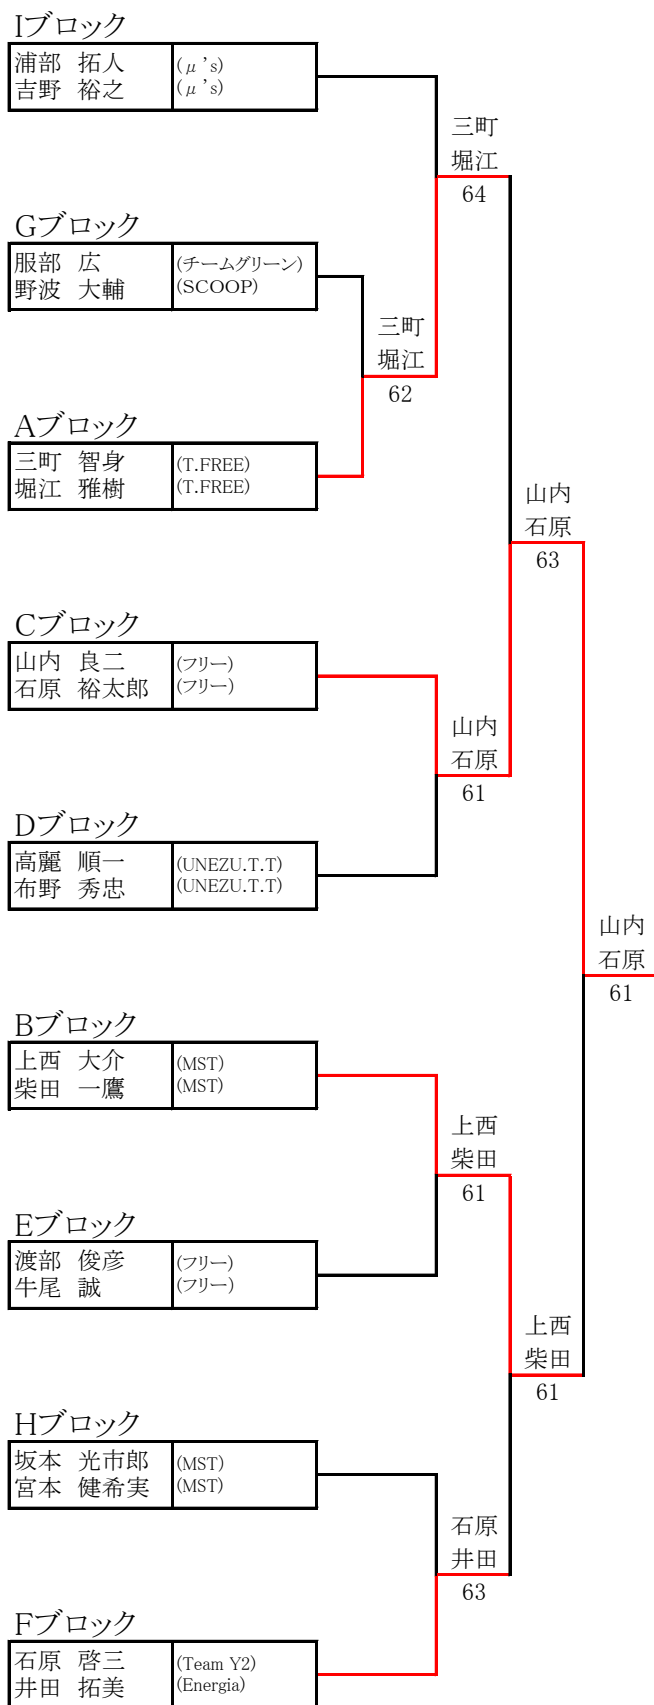 Iブロック
浦部 拓人 (μ's)
吉野 裕之 (μ's)
三町
堀江
64
Gブロック
服部 広 (チームグリーン)
野波 大輔 (SCOOP)
三町
堀江
62
Aブロック
三町 智身 (T.FREE)
堀江 雅樹 (T.FREE)
山内
石原
63
Cブロック
山内 良二 (フリー)
石原 裕太郎 (フリー)
山内
石原
61
Dブロック
高麗 順一 (UNEZU.T.T)
布野 秀忠 (UNEZU.T.T)
山内
石原
61
Bブロック
上西 大介 (MST)
柴田 一鷹 (MST)
上西
柴田
61
Eブロック
渡部 俊彦 (フリー)
牛尾 誠 (フリー)
上西
柴田
61
Hブロック
坂本 光市郎 (MST)
宮本 健希実 (MST)
石原
井田
63
Fブロック
石原 啓三 (Team Y2)
井田 拓美 (Energia)